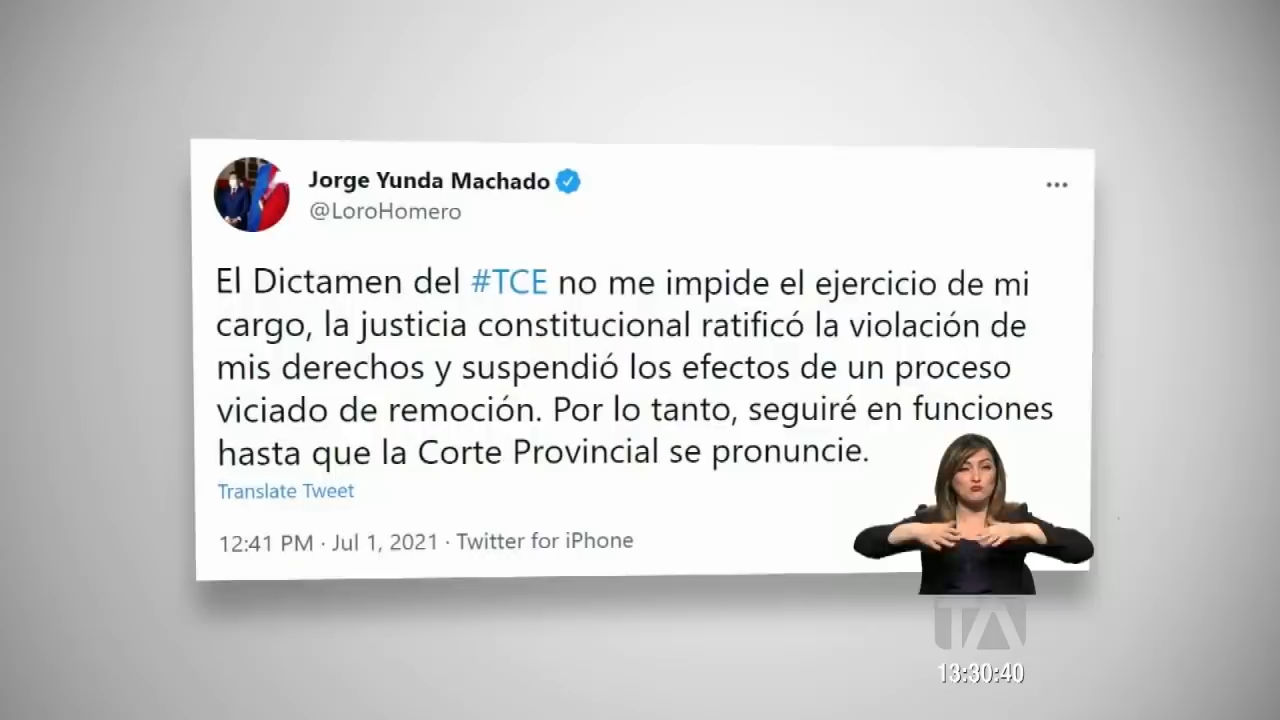 Jorge Yunda Machado
@LoroHomero
El Dictamen del #TCE no me impide el ejercicio de mi
cargo, la justicia constitucional ratificó la violación de
mis derechos y suspendió los efectos de un proceso
viciado de remoción. Por lo tanto, seguiré en funciones
hasta que la Corte Provincial se pronuncie.
Translate Tweet
12:41 PM · Jul 1, 2021 · Twitter for iPhone
TA
13:30:40